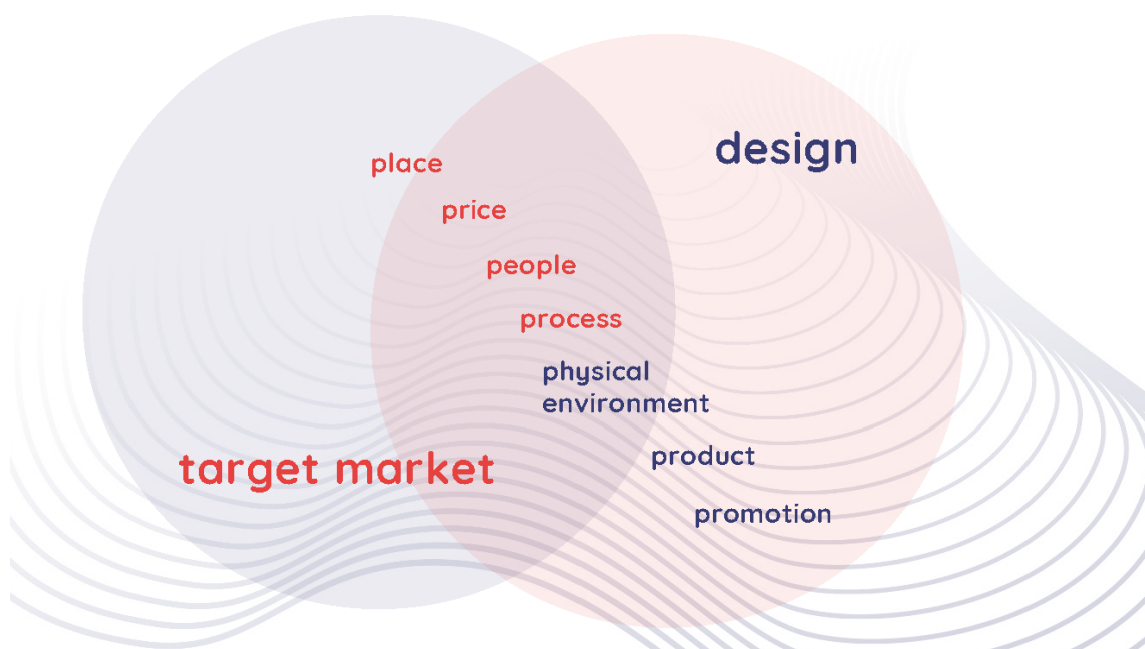 design
place
price
people
process
physical
environment
product
target market
promotion